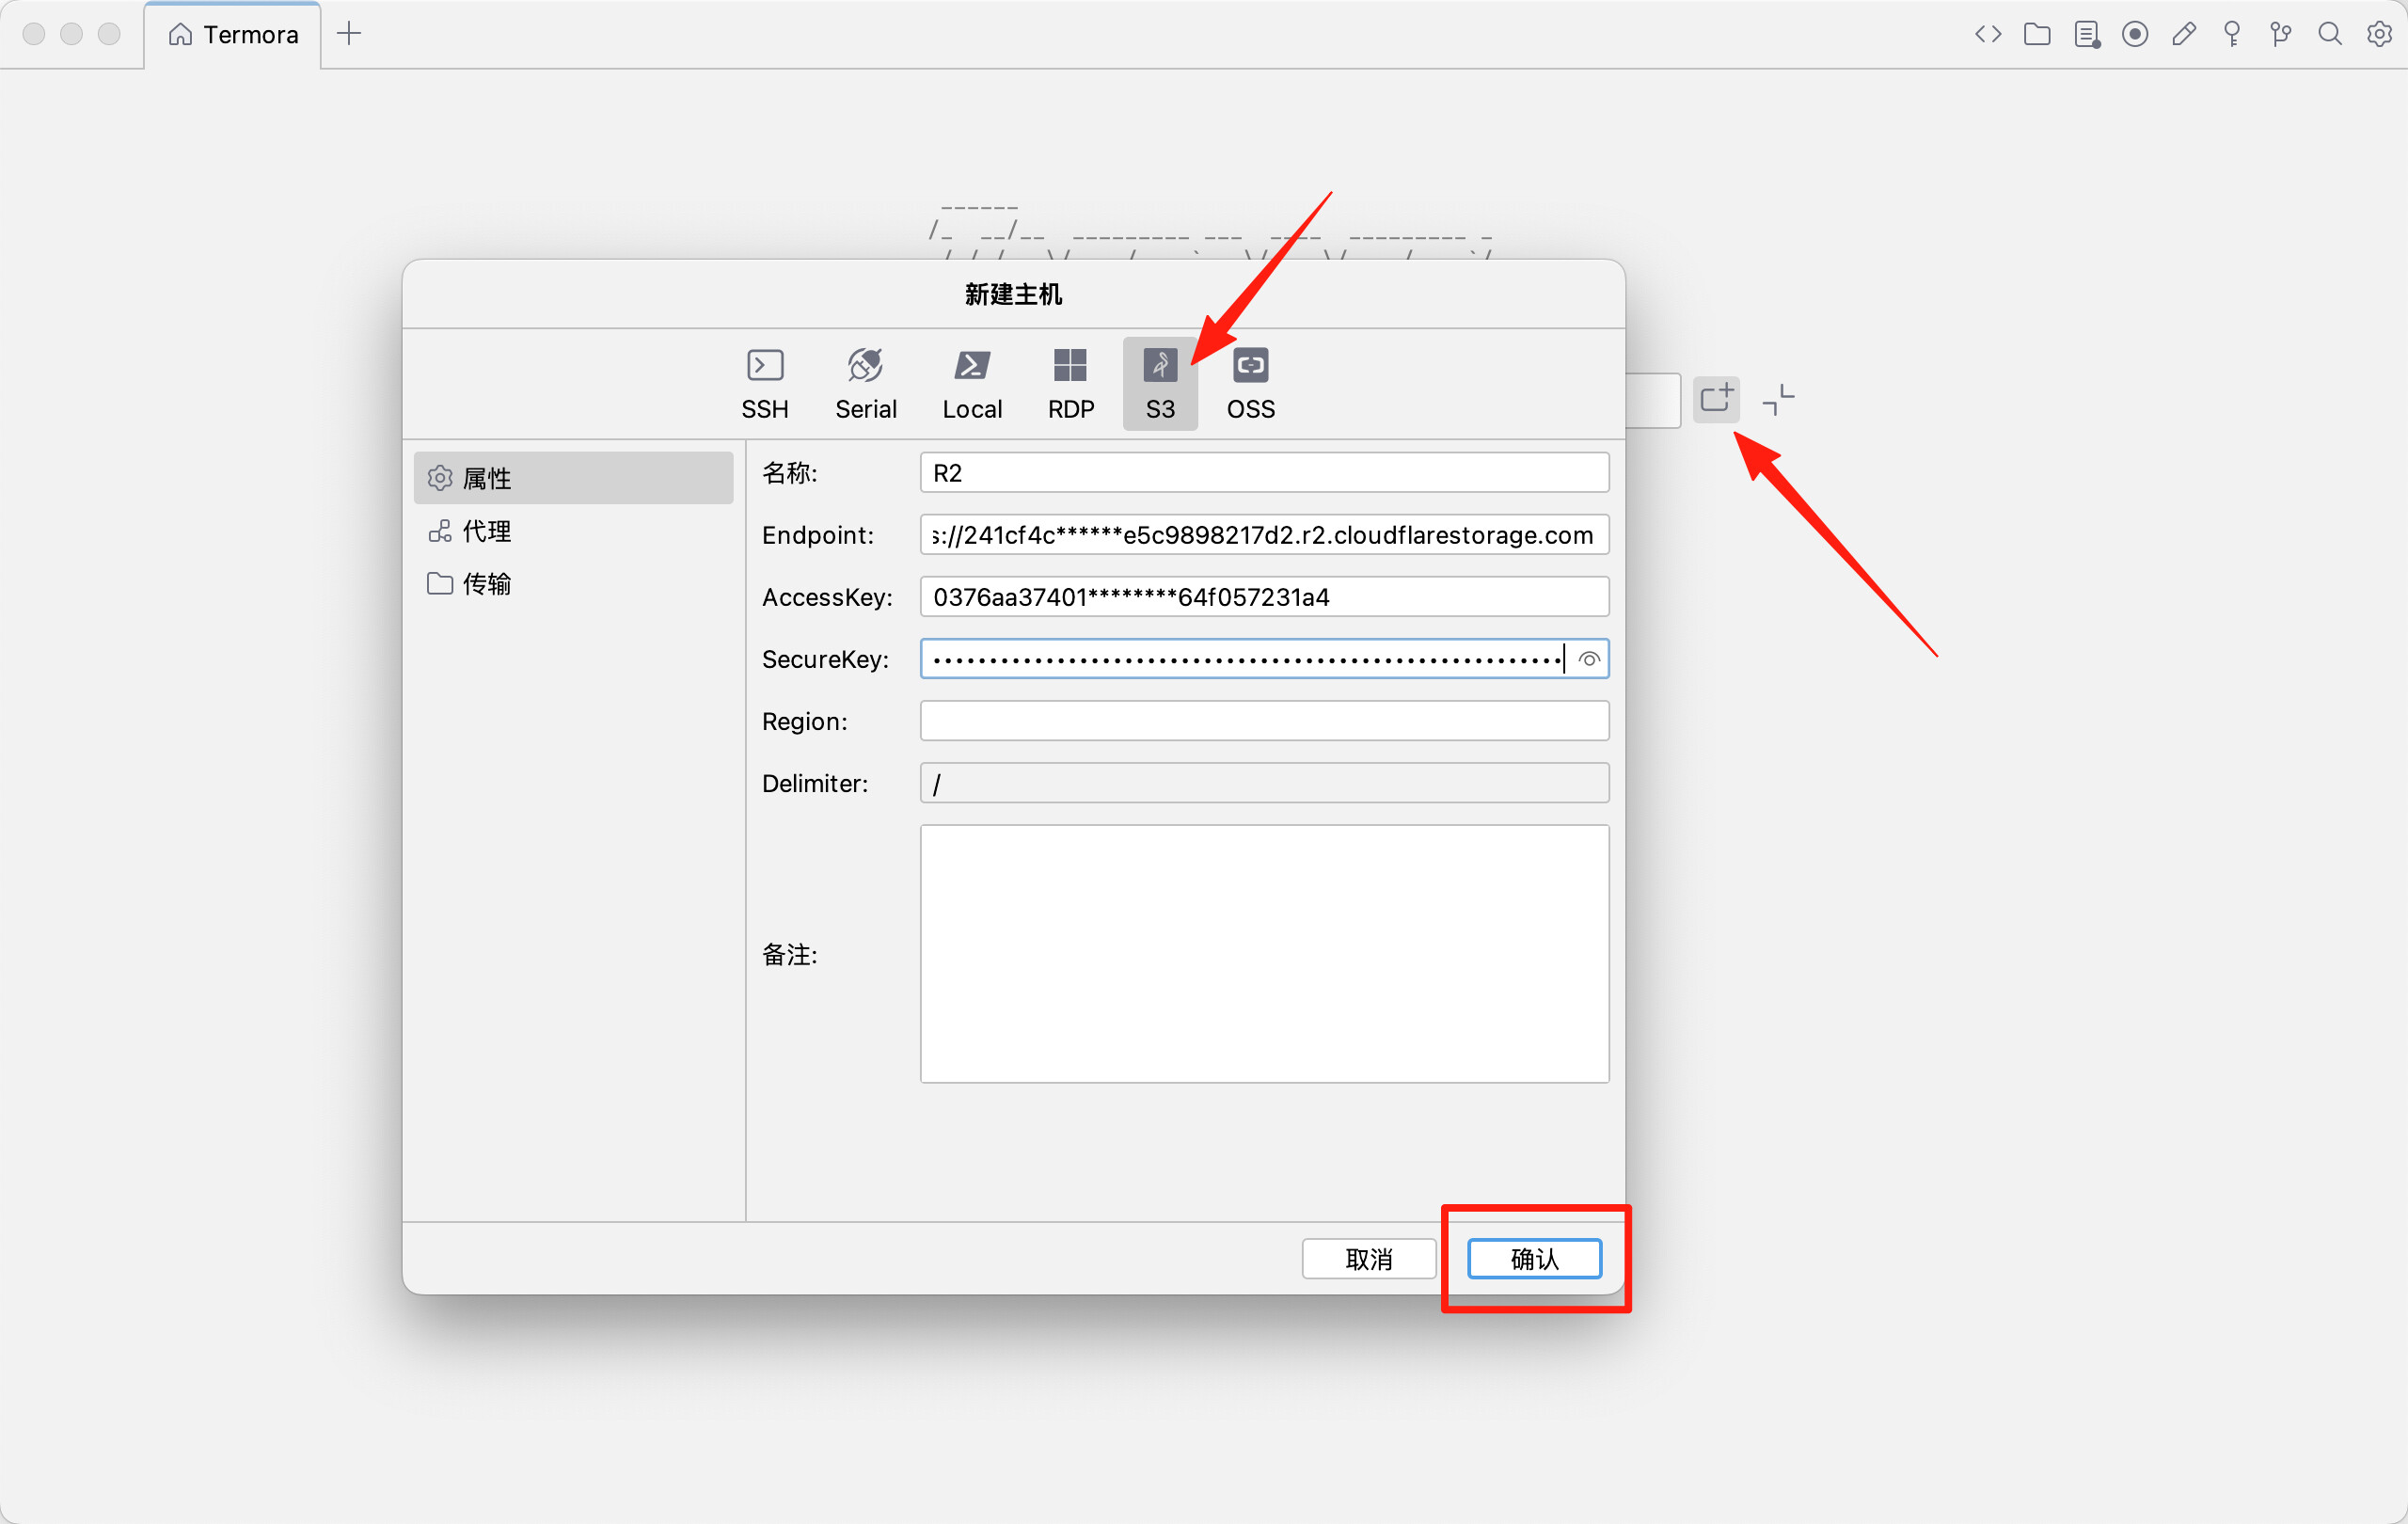 Termora
新建主机
SSH
Serial
Local
RDP
S3
OSS
属性
代理
传输
名称:
R2
Endpoint:
s://241cf4c******e5c9898217d2.r2.cloudflarestorage.com
AccessKey:
0376aa37401********64f057231a4
SecureKey:
Region:
Delimiter:
/
备注:
取消
确认